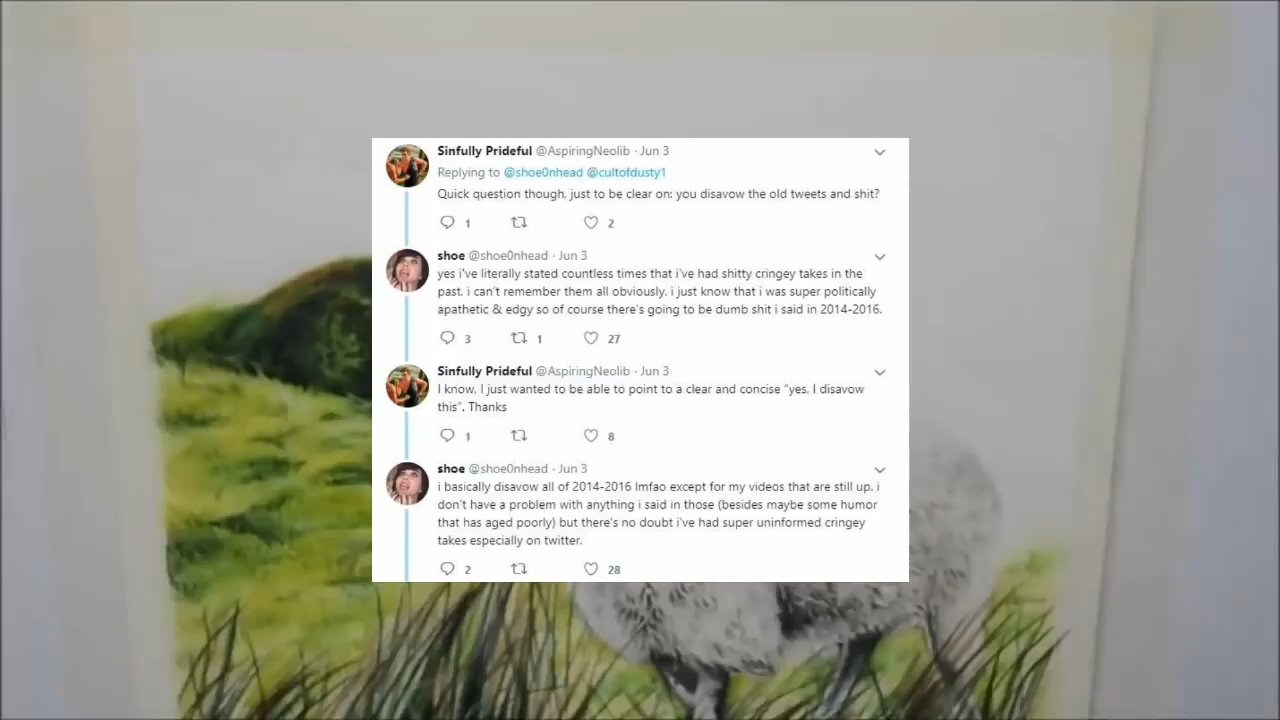 Sinfully Prideful @AspiringNeolib · Jun 3
Replying to @shoe0nhead @cultofdusty1
Quick question though, just to be clear on: you disavow the old tweets and shit?
1 2
shoe @shoe0nhead · Jun 3
yes i've literally stated countless times that i've had shitty cringey takes in the
past. i can't remember them all obviously. i just know that i was super politically
apathetic & edgy so of course there's going to be dumb shit i said in 2014-2016.
3 1 27
Sinfully Prideful @AspiringNeolib · Jun 3
I know, I just wanted to be able to point to a clear and concise "yes, I disavow
this". Thanks
1 8
shoe @shoe0nhead · Jun 3
i basically disavow all of 2014-2016 lmfao except for my videos that are still up. i
don't have a problem with anything i said in those (besides maybe some humor
that has aged poorly) but there's no doubt i've had super uninformed cringey
takes especially on twitter.
2 28